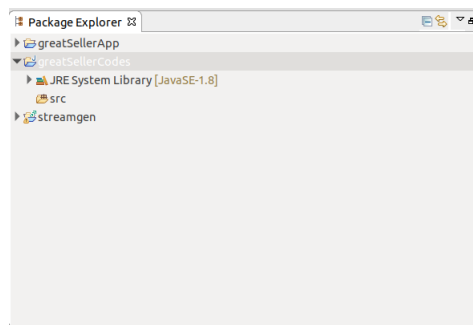 Package Explorer
greatSellerApp
greatSellerCodes
JRE System Library [JavaSE-1.8]
src
streamgen